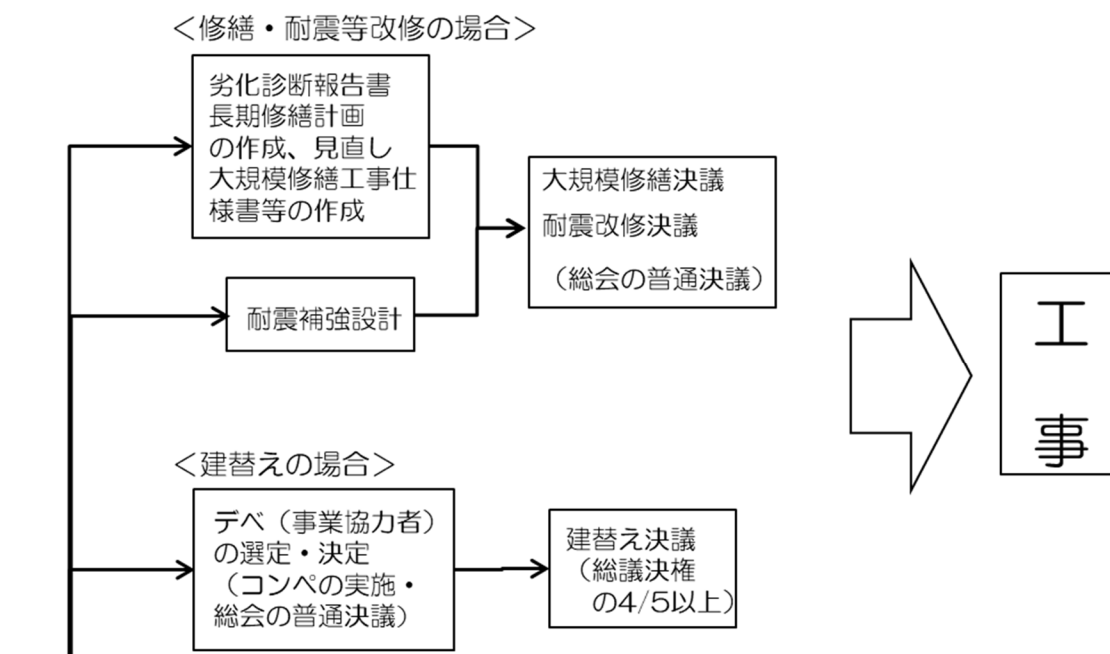 ＜修繕・耐震等改修の場合＞
劣化診断報告書
長期修繕計画
の作成、見直し
大規模修繕工事仕
様書等の作成
耐震補強設計
大規模修繕決議
耐震改修決議
（総会の普通決議）
工
事
＜建替えの場合＞
デベ（事業協力者）
の選定・決定
（コンペの実施・
総会の普通決議）
建替え決議
（総議決権
の4/5以上）